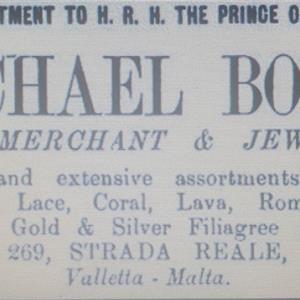 TMENT TO H. R. H. THE PRINCE O
CHAEL BO
MERCHANT & JEW
and extensive assortments
Lace, Coral, Lava, Rom
Gold & Silver Filiagree
269, STRADA REALE,
Valletta - Malta.